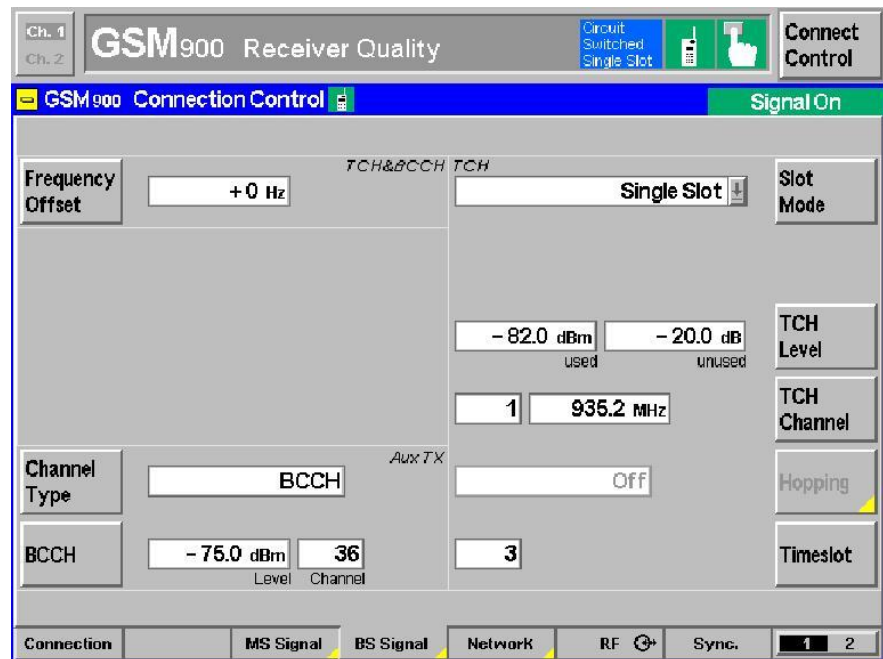 Ch. 1
Ch. 2
GSM900 Receiver Quality
Circuit
Switched
Single Slot
Connect
Control
GSM900 Connection Control
Signal On
Frequency
Offset
+0 Hz
TCH&BCCH
TCH
Single Slot
Slot
Mode
-82.0 dBm
used
-20.0 dB
unused
TCH
Level
1
935.2 MHz
TCH
Channel
Channel
Type
BCCH
Aux TX
Off
Hopping
BCCH
-75.0 dBm
Level
36
Channel
3
Timeslot
Connection
MS Signal
BS Signal
Network
RF
Sync.
1 2